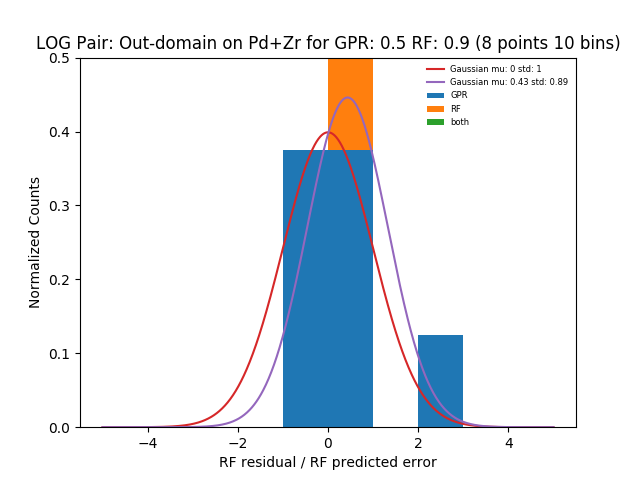 LOG Pair: Out-domain on Pd+Zr for GPR: 0.5 RF: 0.9 (8 points 10 bins)
Gaussian mu: 0 std: 1
Gaussian mu: 0.43 std: 0.89
GPR
RF
both
Normalized Counts
0.5
0.4
0.3
0.2
0.1
0.0
−4 −2 0 2 4
RF residual / RF predicted error